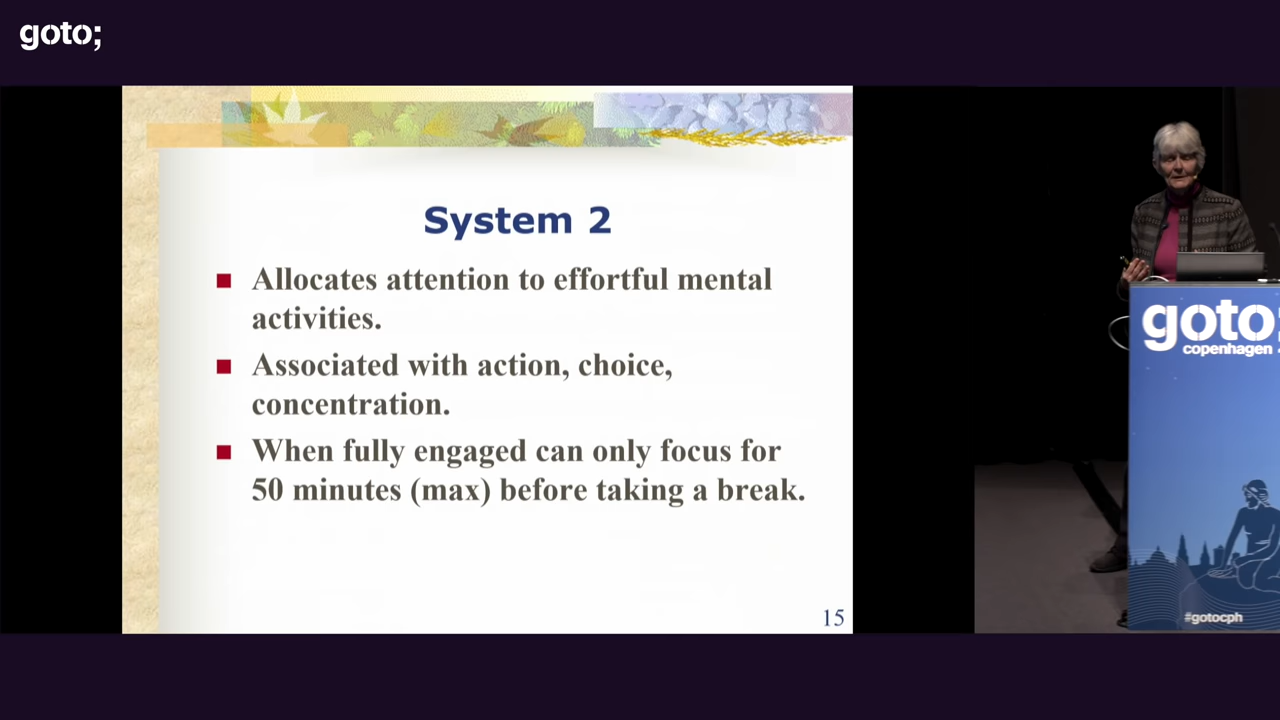 goto;
System 2
Allocates attention to effortful mental
activities.
Associated with action, choice,
concentration.
When fully engaged can only focus for
50 minutes (max) before taking a break.
15
goto;
copenhagen
#gotocph